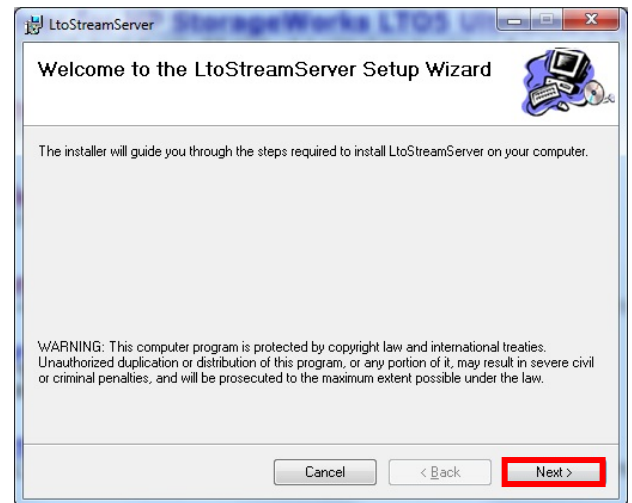 LtoStreamServer
StorageWorks LTO5
Welcome to the LtoStreamServer Setup Wizard
The installer will guide you through the steps required to install LtoStreamServer on your computer.
WARNING: This computer program is protected by copyright law and international treaties.
Unauthorized duplication or distribution of this program, or any portion of it, may result in severe civil
or criminal penalties, and will be prosecuted to the maximum extent possible under the law.
Cancel
< Back
Next >